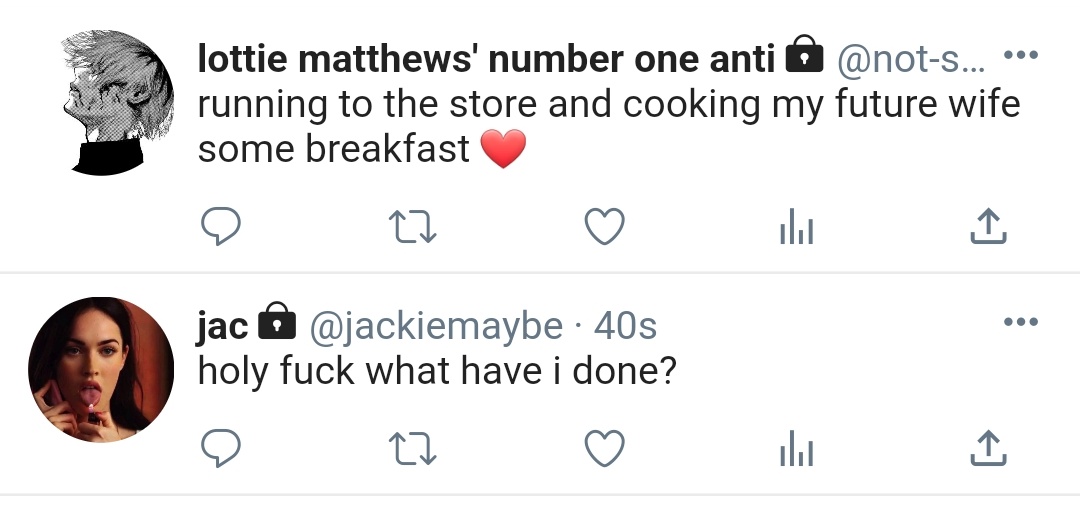 lottie matthews' number one anti 🔒 @not-s...
running to the store and cooking my future wife
some breakfast ❤️
jac 🔒 @jackiemaybe · 40s
holy fuck what have i done?